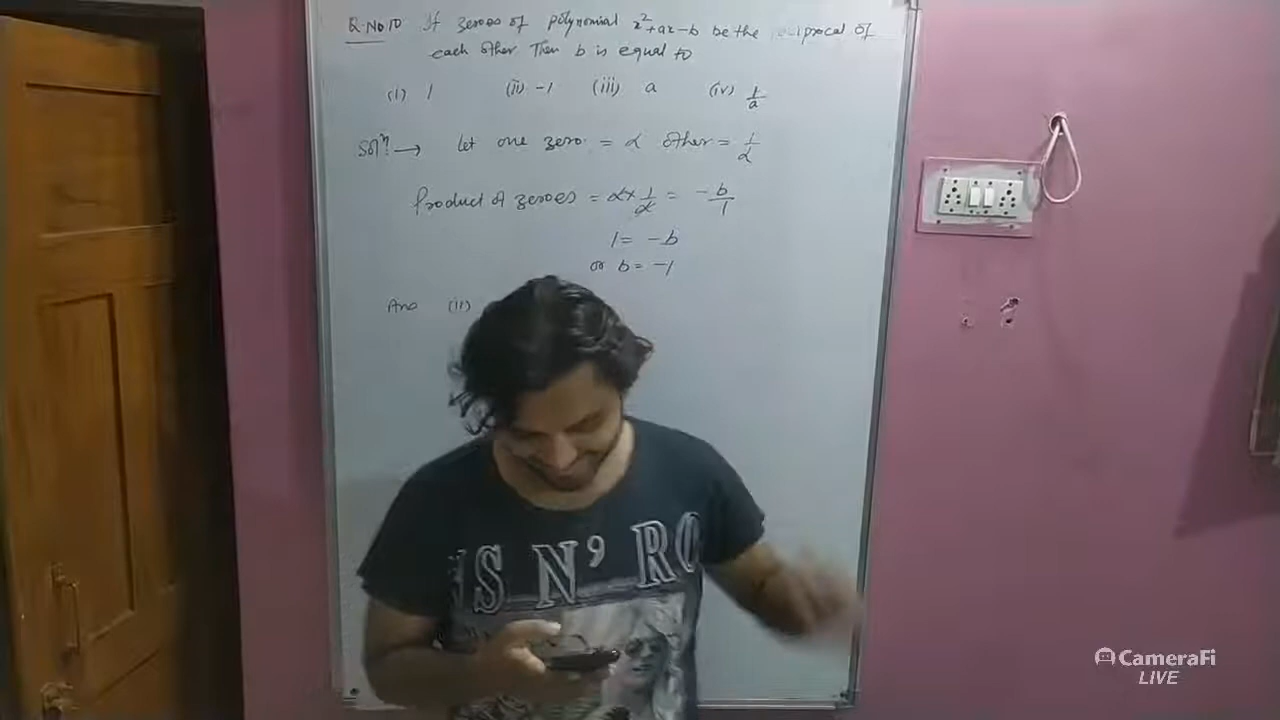 Q.No 10 If zeroes of polynomial x²+ax-b be the reciprocal of
each other Then b is equal to
(i) 1 (ii) -1 (iii) a (iv) 1/a
Solⁿ → Let one zero = α other = 1/α
Product of zeroes = α × 1/α = -b/1
1 = -b
or b = -1
Ans (ii)
NS N' RO
CameraFi
LIVE